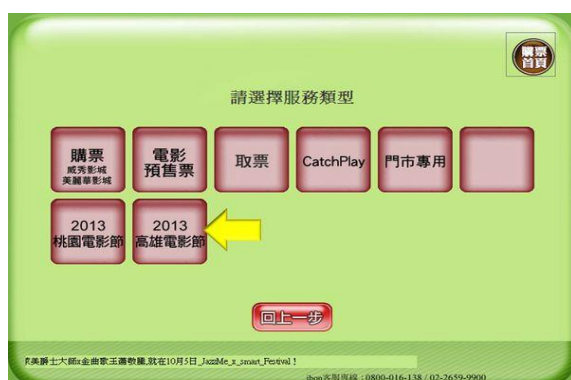 購票
首頁
請選擇服務類型
購票
威秀影城
美麗華影城
電影
預售票
取票
CatchPlay
門市專用
2013
桃園電影節
2013
高雄電影節
回上一步
美爵士大師x金曲歌王蕭敬騰,就在10月5日_JazzMe_x_smart_Festival!
ibon客服專線:0800-016-138 / 02-2659-9900